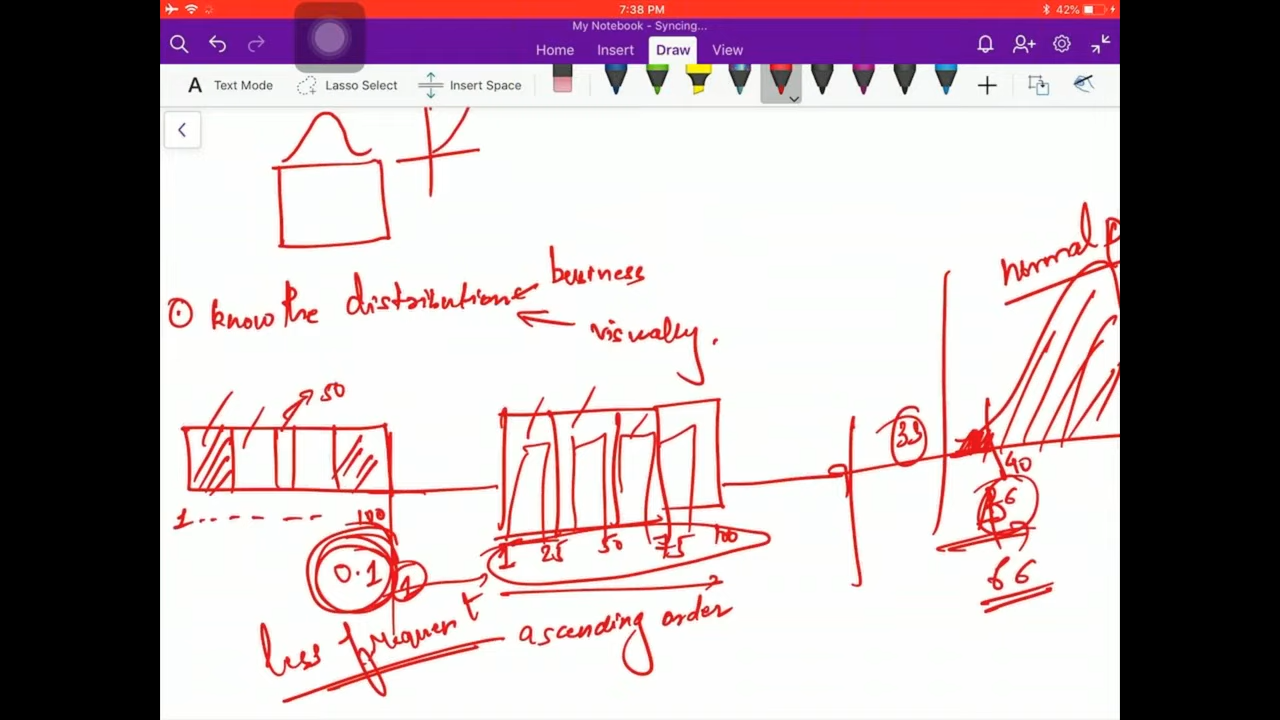 7:38 PM
42%
My Notebook - Syncing...
Home Insert Draw View
A Text Mode Lasso Select Insert Space
normal
business
know the distribution
visually.
50
33
40
1 - - - - - - 100
1 25 50 75 100
0.1 1
66
less frequent
ascending order